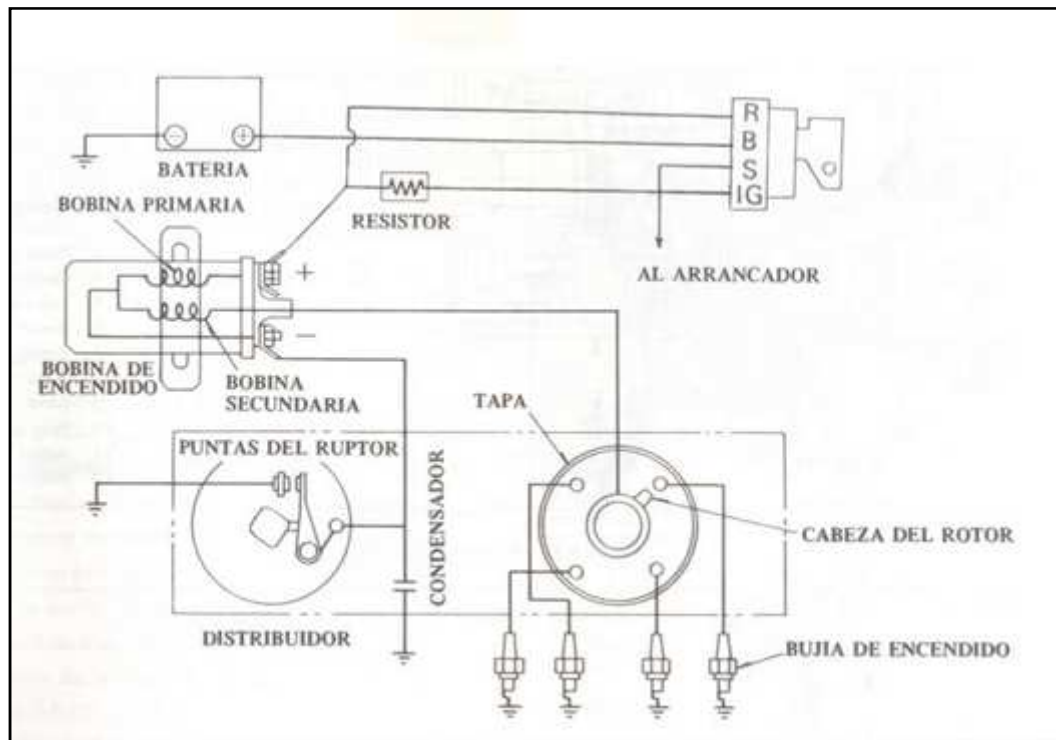 R
B
S
IG
BATERIA
BOBINA PRIMARIA
RESISTOR
AL ARRANCADOR
+
−
BOBINA DE
ENCENDIDO
BOBINA
SECUNDARIA
TAPA
PUNTAS DEL RUPTOR
CONDENSADOR
CABEZA DEL ROTOR
DISTRIBUIDOR
BUJIA DE ENCENDIDO